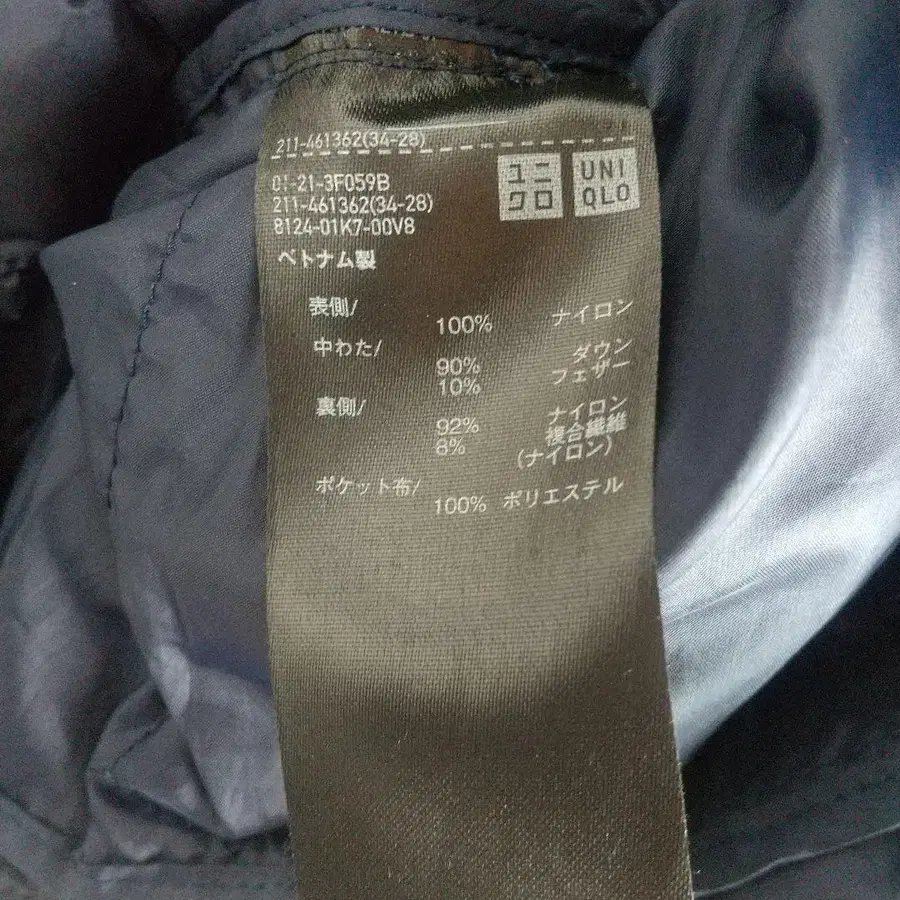 211-461362(34-28)
ユニクロ
UNI
QLO
01-21-3F059B
211-461362(34-28)
8124-01K7-00V8
ベトナム製
表側/
100% ナイロン
中わた/
90% ダウン
10% フェザー
裏側/
92% ナイロン
8% 複合繊維
(ナイロン)
ポケット布/
100% ポリエステル